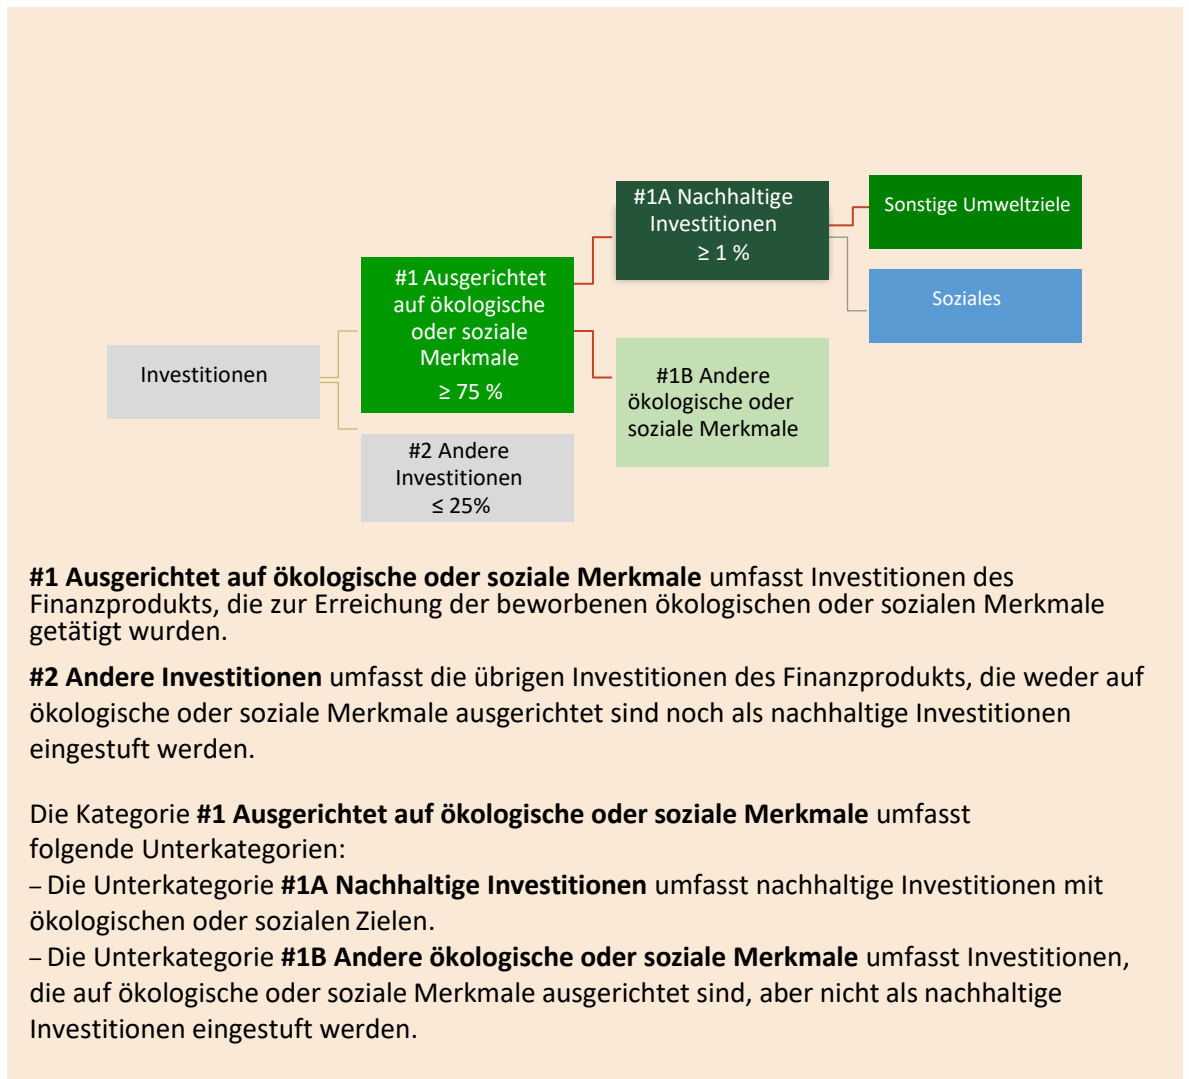 Investitionen
#1 Ausgerichtet
auf ökologische
oder soziale
Merkmale
≥ 75 %
#2 Andere
Investitionen
≤ 25%
#1A Nachhaltige
Investitionen
≥ 1 %
#1B Andere
ökologische oder
soziale Merkmale
Sonstige Umweltziele
Soziales
#1 Ausgerichtet auf ökologische oder soziale Merkmale umfasst Investitionen des
Finanzprodukts, die zur Erreichung der beworbenen ökologischen oder sozialen Merkmale
getätigt wurden.
#2 Andere Investitionen umfasst die übrigen Investitionen des Finanzprodukts, die weder auf
ökologische oder soziale Merkmale ausgerichtet sind noch als nachhaltige Investitionen
eingestuft werden.
Die Kategorie #1 Ausgerichtet auf ökologische oder soziale Merkmale umfasst
folgende Unterkategorien:
– Die Unterkategorie #1A Nachhaltige Investitionen umfasst nachhaltige Investitionen mit
ökologischen oder sozialen Zielen.
– Die Unterkategorie #1B Andere ökologische oder soziale Merkmale umfasst Investitionen,
die auf ökologische oder soziale Merkmale ausgerichtet sind, aber nicht als nachhaltige
Investitionen eingestuft werden.